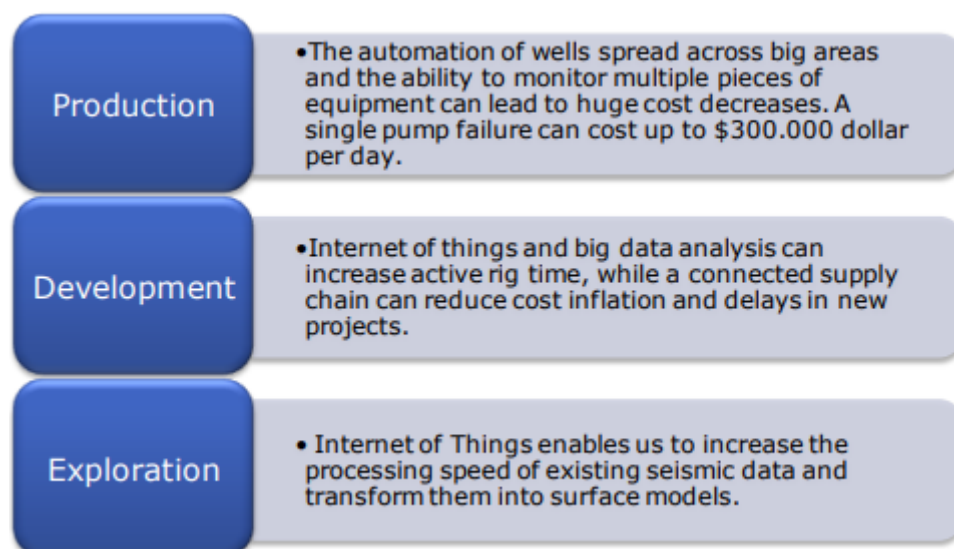 Production
•The automation of wells spread across big areas
and the ability to monitor multiple pieces of
equipment can lead to huge cost decreases. A
single pump failure can cost up to $300.000 dollar
per day.
Development
•Internet of things and big data analysis can
increase active rig time, while a connected supply
chain can reduce cost inflation and delays in new
projects.
Exploration
• Internet of Things enables us to increase the
processing speed of existing seismic data and
transform them into surface models.